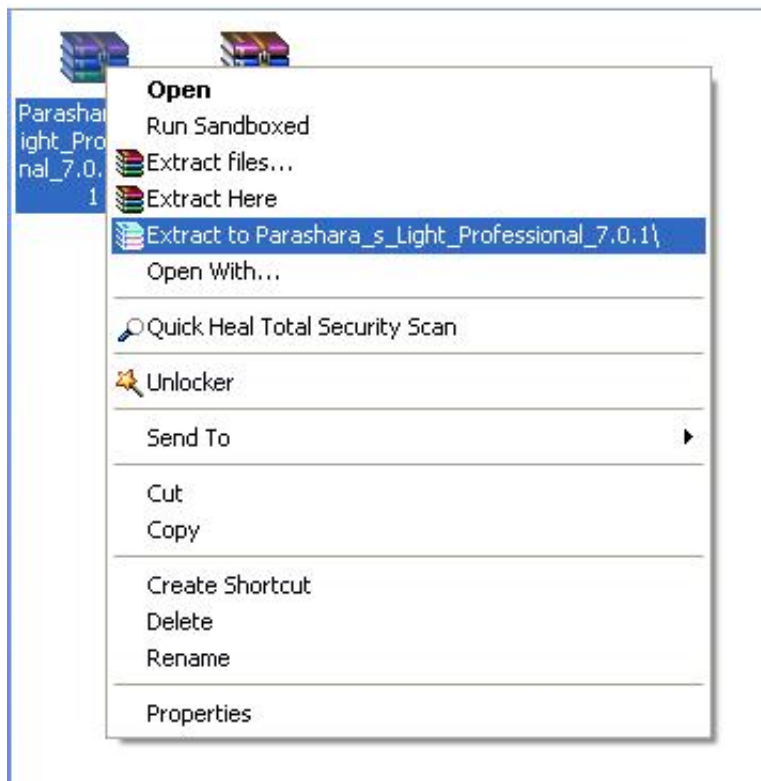 Parashar
ight_Pro
nal_7.0.
1
Open
Run Sandboxed
Extract files...
Extract Here
Extract to Parashara_s_Light_Professional_7.0.1\
Open With...
Quick Heal Total Security Scan
Unlocker
Send To
Cut
Copy
Create Shortcut
Delete
Rename
Properties